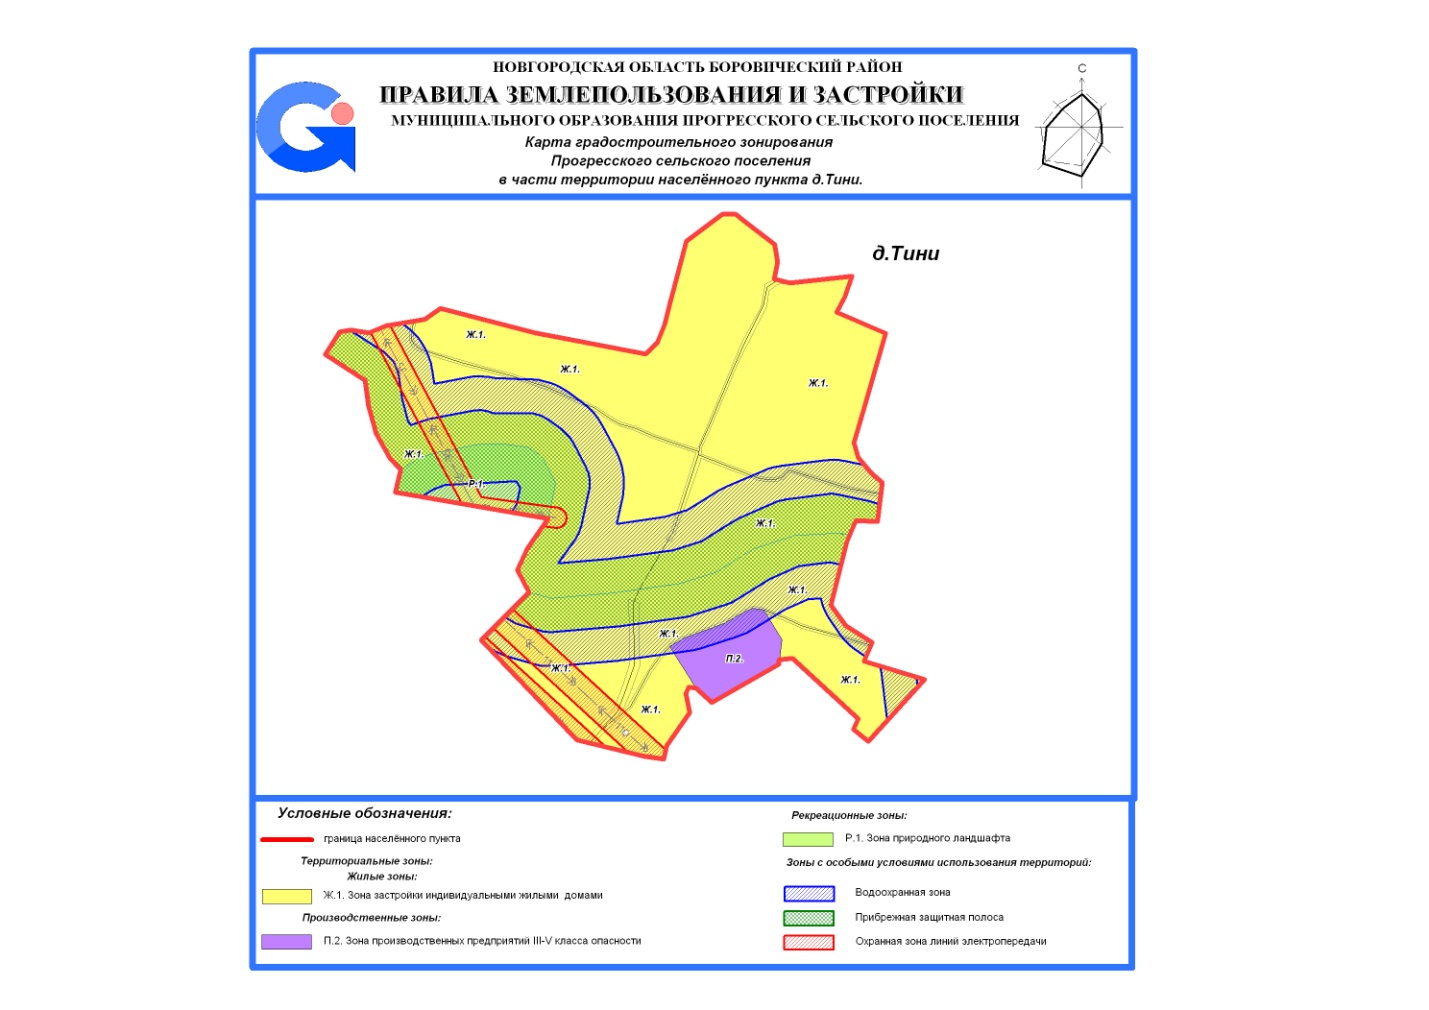 НОВГОРОДСКАЯ ОБЛАСТЬ БОРОВИЧЕСКИЙ РАЙОН
ПРАВИЛА ЗЕМЛЕПОЛЬЗОВАНИЯ И ЗАСТРОЙКИ
МУНИЦИПАЛЬНОГО ОБРАЗОВАНИЯ ПРОГРЕССКОГО СЕЛЬСКОГО ПОСЕЛЕНИЯ
Карта градостроительного зонирования
Прогресского сельского поселения
в части территории населённого пункта д.Тини.
С
д.Тини
Ж.1.
Ж.1.
Ж.1.
Ж.1.
Р.1.
Ж.1.
Ж.1.
Ж.1.
П.2.
Ж.1.
Ж.1.
Ж.1.
Условные обозначения:
граница населённого пункта
Территориальные зоны:
Жилые зоны:
Ж.1. Зона застройки индивидуальными жилыми домами
Производственные зоны:
П.2. Зона производственных предприятий III-V класса опасности
Рекреационные зоны:
Р.1. Зона природного ландшафта
Зоны с особыми условиями использования территорий:
Водоохранная зона
Прибрежная защитная полоса
Охранная зона линий электропередачи